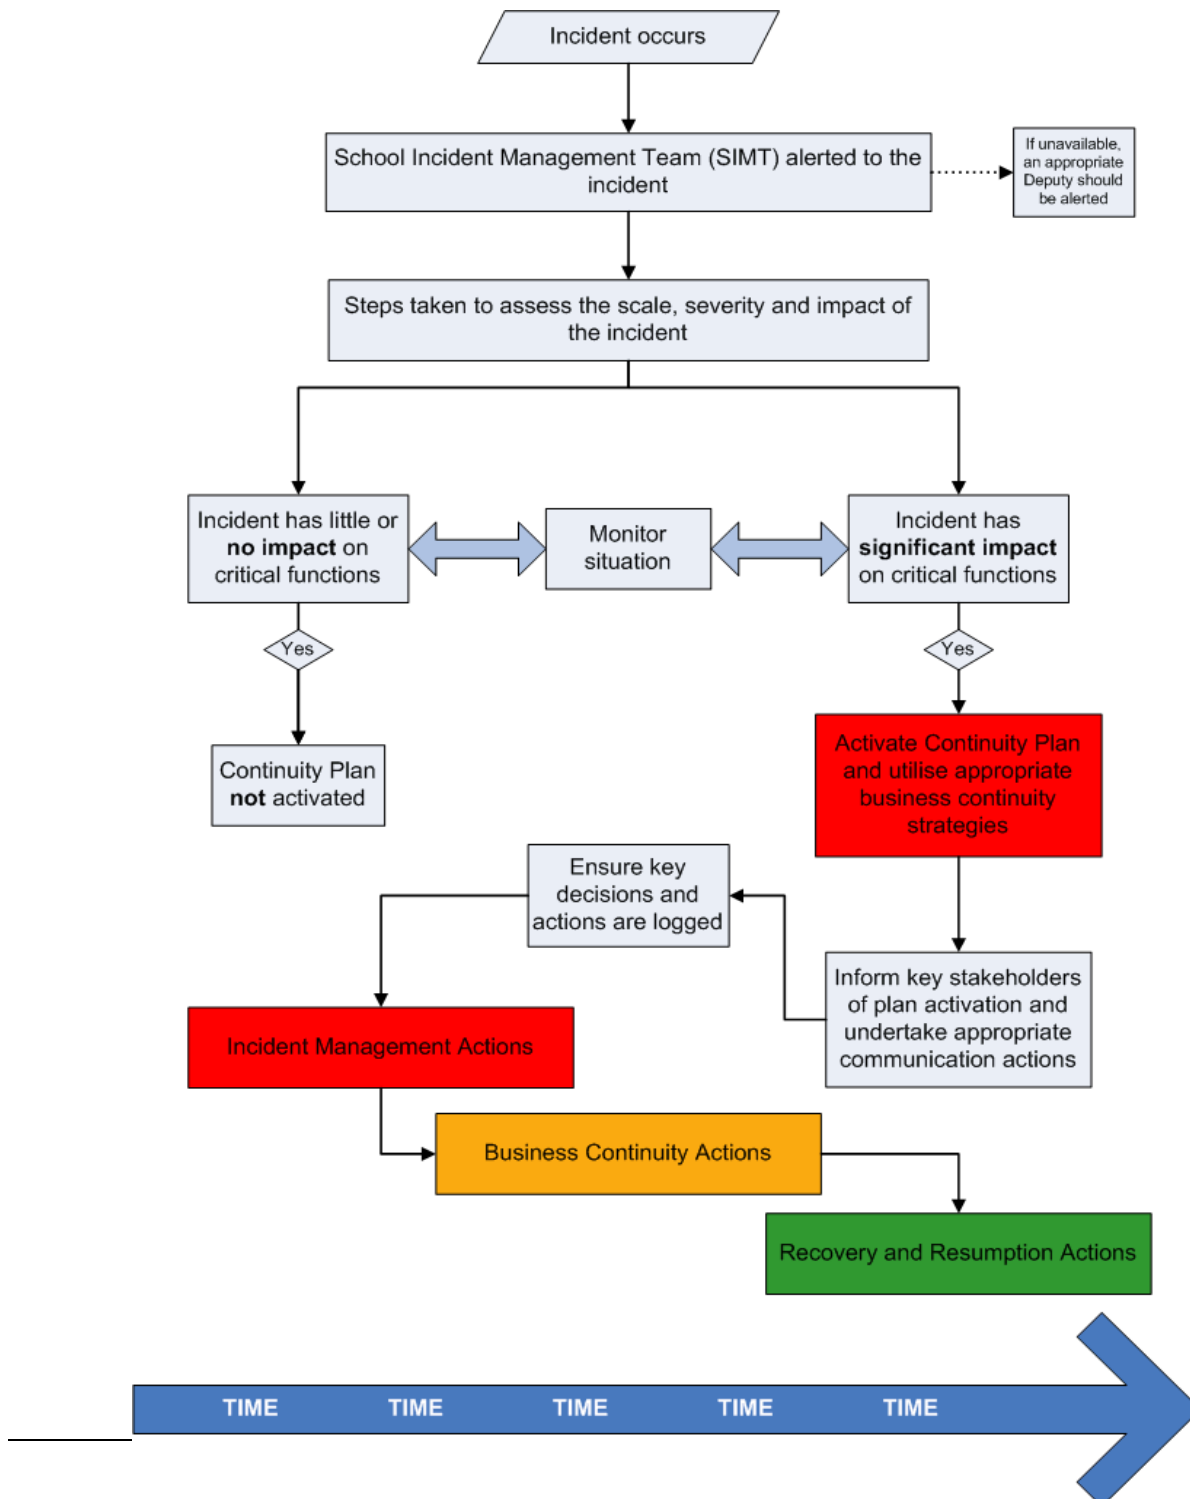 Incident occurs
School Incident Management Team (SIMT) alerted to the
incident
If unavailable,
an appropriate
Deputy should
be alerted
Steps taken to assess the scale, severity and impact of
the incident
Incident has little or
no impact on
critical functions
Monitor
situation
Incident has
significant impact
on critical functions
Yes
Yes
Continuity Plan
not activated
Activate Continuity Plan
and utilise appropriate
business continuity
strategies
Ensure key
decisions and
actions are logged
Inform key stakeholders
of plan activation and
undertake appropriate
communication actions
Incident Management Actions
Business Continuity Actions
Recovery and Resumption Actions
TIME TIME TIME TIME TIME